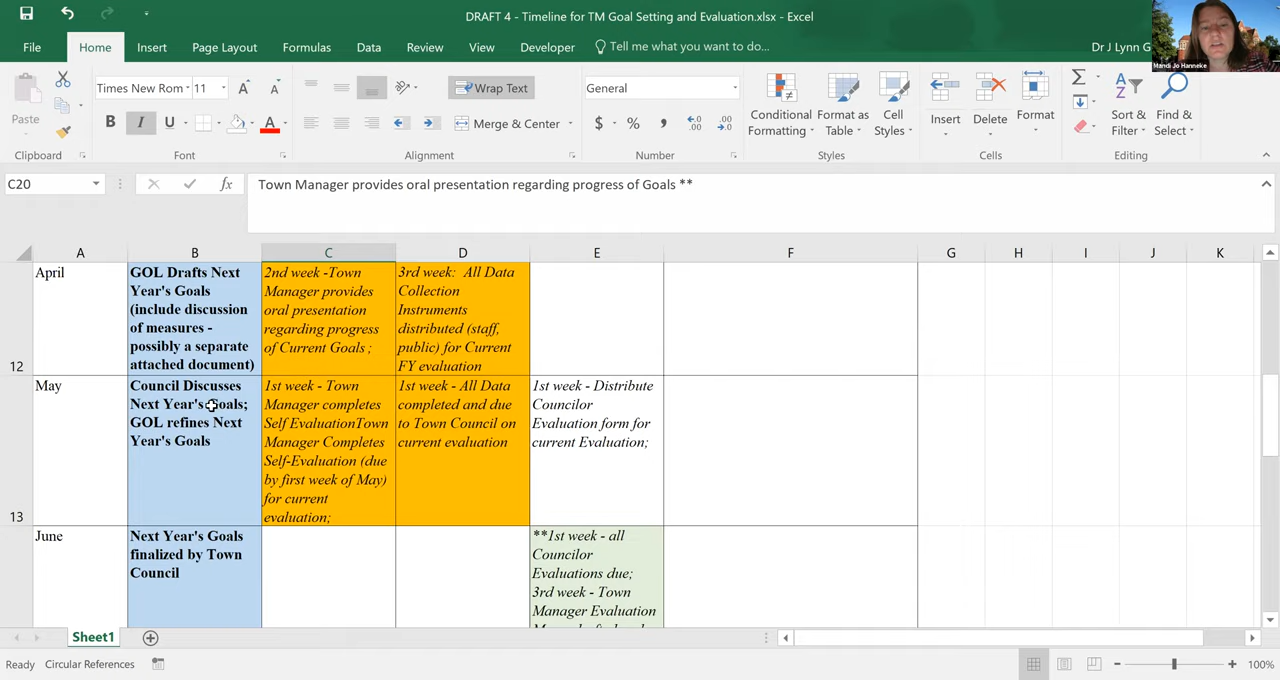 DRAFT 4 - Timeline for TM Goal Setting and Evaluation.xlsx - Excel
File Home Insert Page Layout Formulas Data Review View Developer Tell me what you want to do... Dr J Lynn G
Mandi Jo Hanneke
Paste
Clipboard
Times New Rom 11
B I U A
Font
Wrap Text
Merge & Center
Alignment
General
$ %
Number
Conditional Formatting
Format as Table
Cell Styles
Styles
Insert Delete Format
Cells
Sort & Filter
Find & Select
Editing
C20 fx Town Manager provides oral presentation regarding progress of Goals **
A B C D E F G H I J K
12
April
GOL Drafts Next
Year's Goals
(include discussion
of measures -
possibly a separate
attached document)
2nd week -Town
Manager provides
oral presentation
regarding progress
of Current Goals ;
3rd week: All Data
Collection
Instruments
distributed (staff,
public) for Current
FY evaluation
13
May
Council Discusses
Next Year's Goals;
GOL refines Next
Year's Goals
1st week - Town
Manager completes
Self EvaluationTown
Manager Completes
Self-Evaluation (due
by first week of May)
for current
evaluation;
1st week - All Data
completed and due
to Town Council on
current evaluation
1st week - Distribute
Councilor
Evaluation form for
current Evaluation;
June
Next Year's Goals
finalized by Town
Council
**1st week - all
Councilor
Evaluations due;
3rd week - Town
Manager Evaluation
Sheet1
Ready Circular References 100%